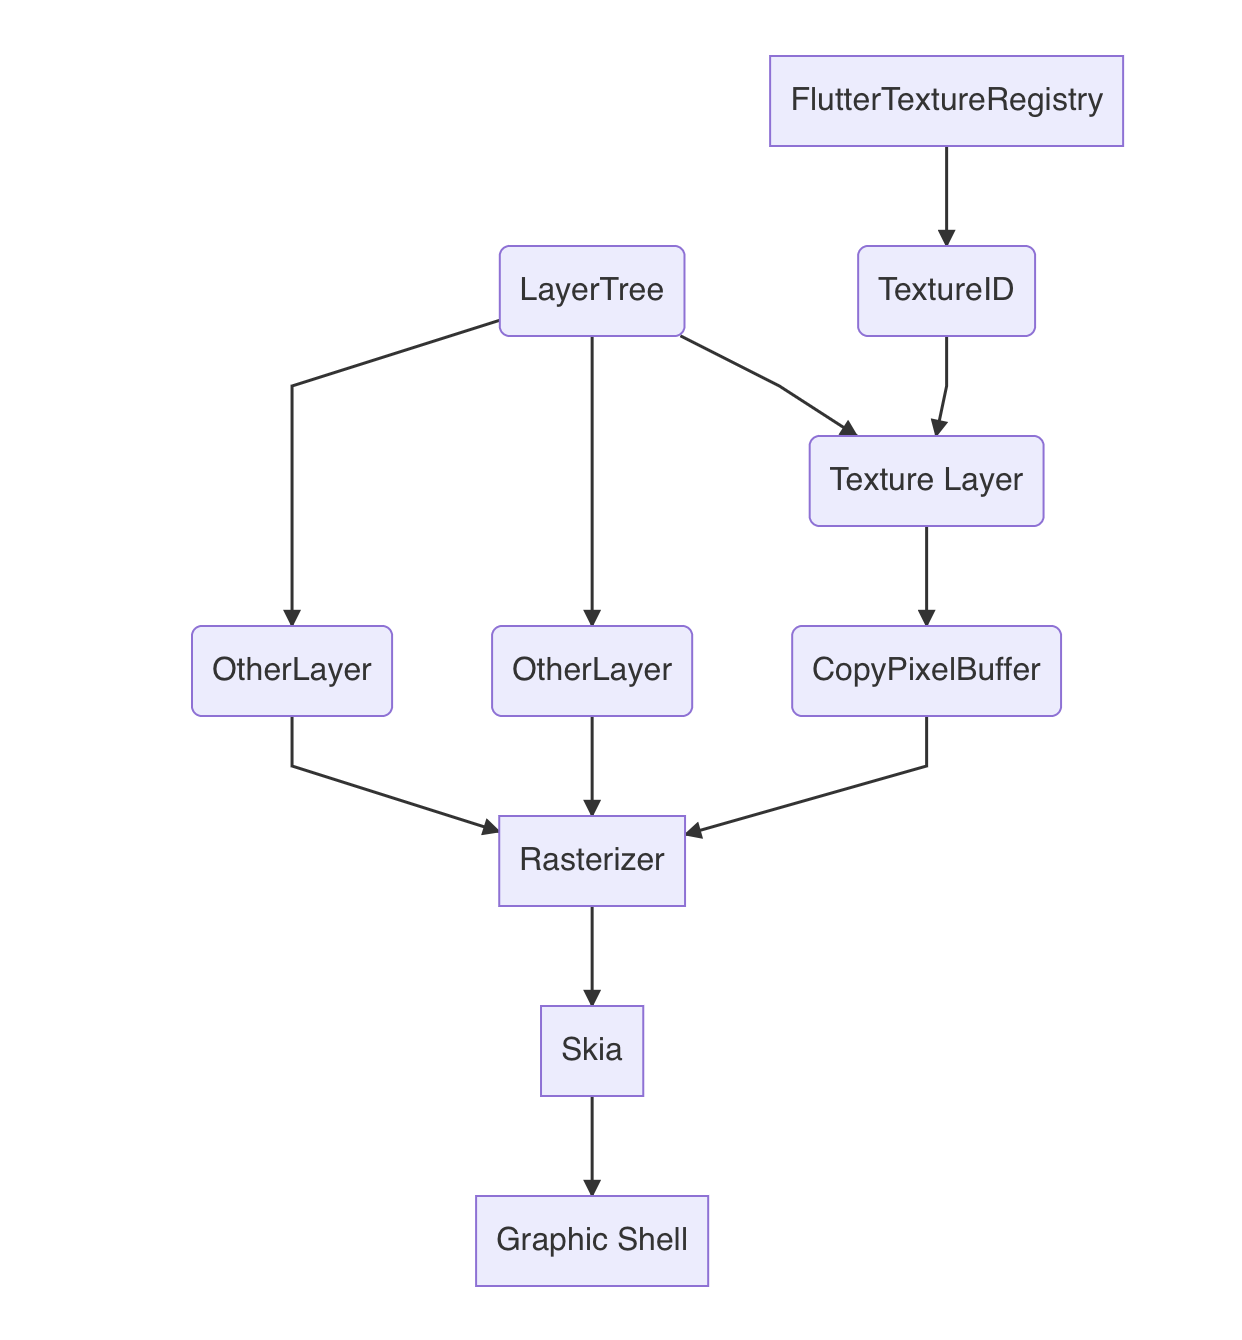 FlutterTextureRegistry
LayerTree
TextureID
Texture Layer
OtherLayer
OtherLayer
CopyPixelBuffer
Rasterizer
Skia
Graphic Shell